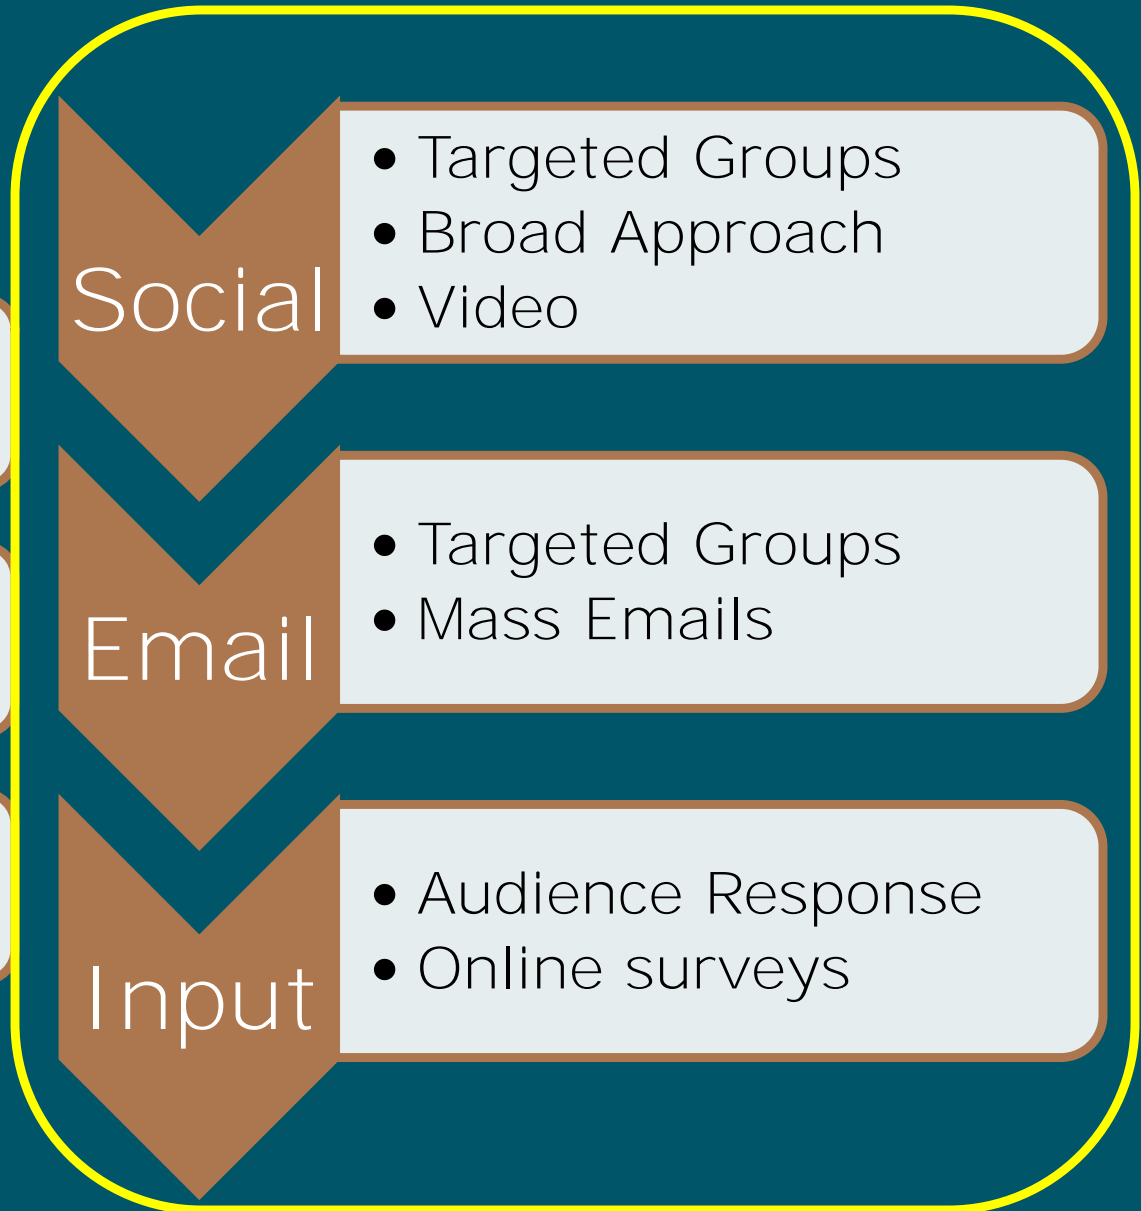 Social
• Targeted Groups
• Broad Approach
• Video
Email
• Targeted Groups
• Mass Emails
Input
• Audience Response
• Online surveys